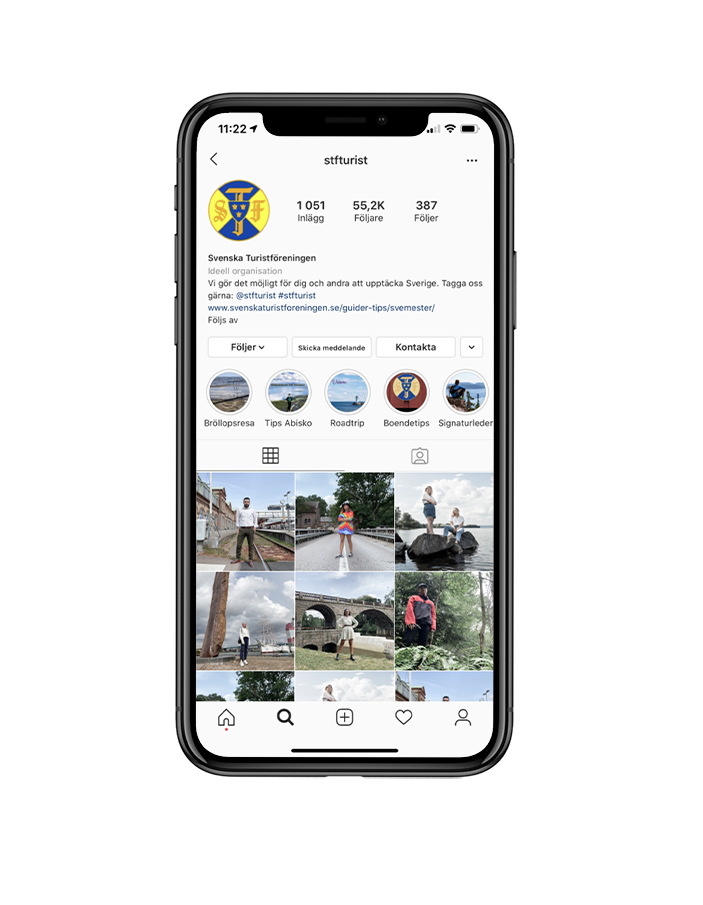 11:22
stfturist
S T F
1 051 55,2K 387
Inlägg Följare Följer
Svenska Turistföreningen
Ideell organisation
Vi gör det möjligt för dig och andra att upptäcka Sverige. Tagga oss
gärna: @stfturist #stfturist
www.svenskaturistforeningen.se/guider-tips/svemester/
Följs av
Följer Skicka meddelande Kontakta
Bröllopsresa Tips Abisko Roadtrip Boendetips Signaturleder